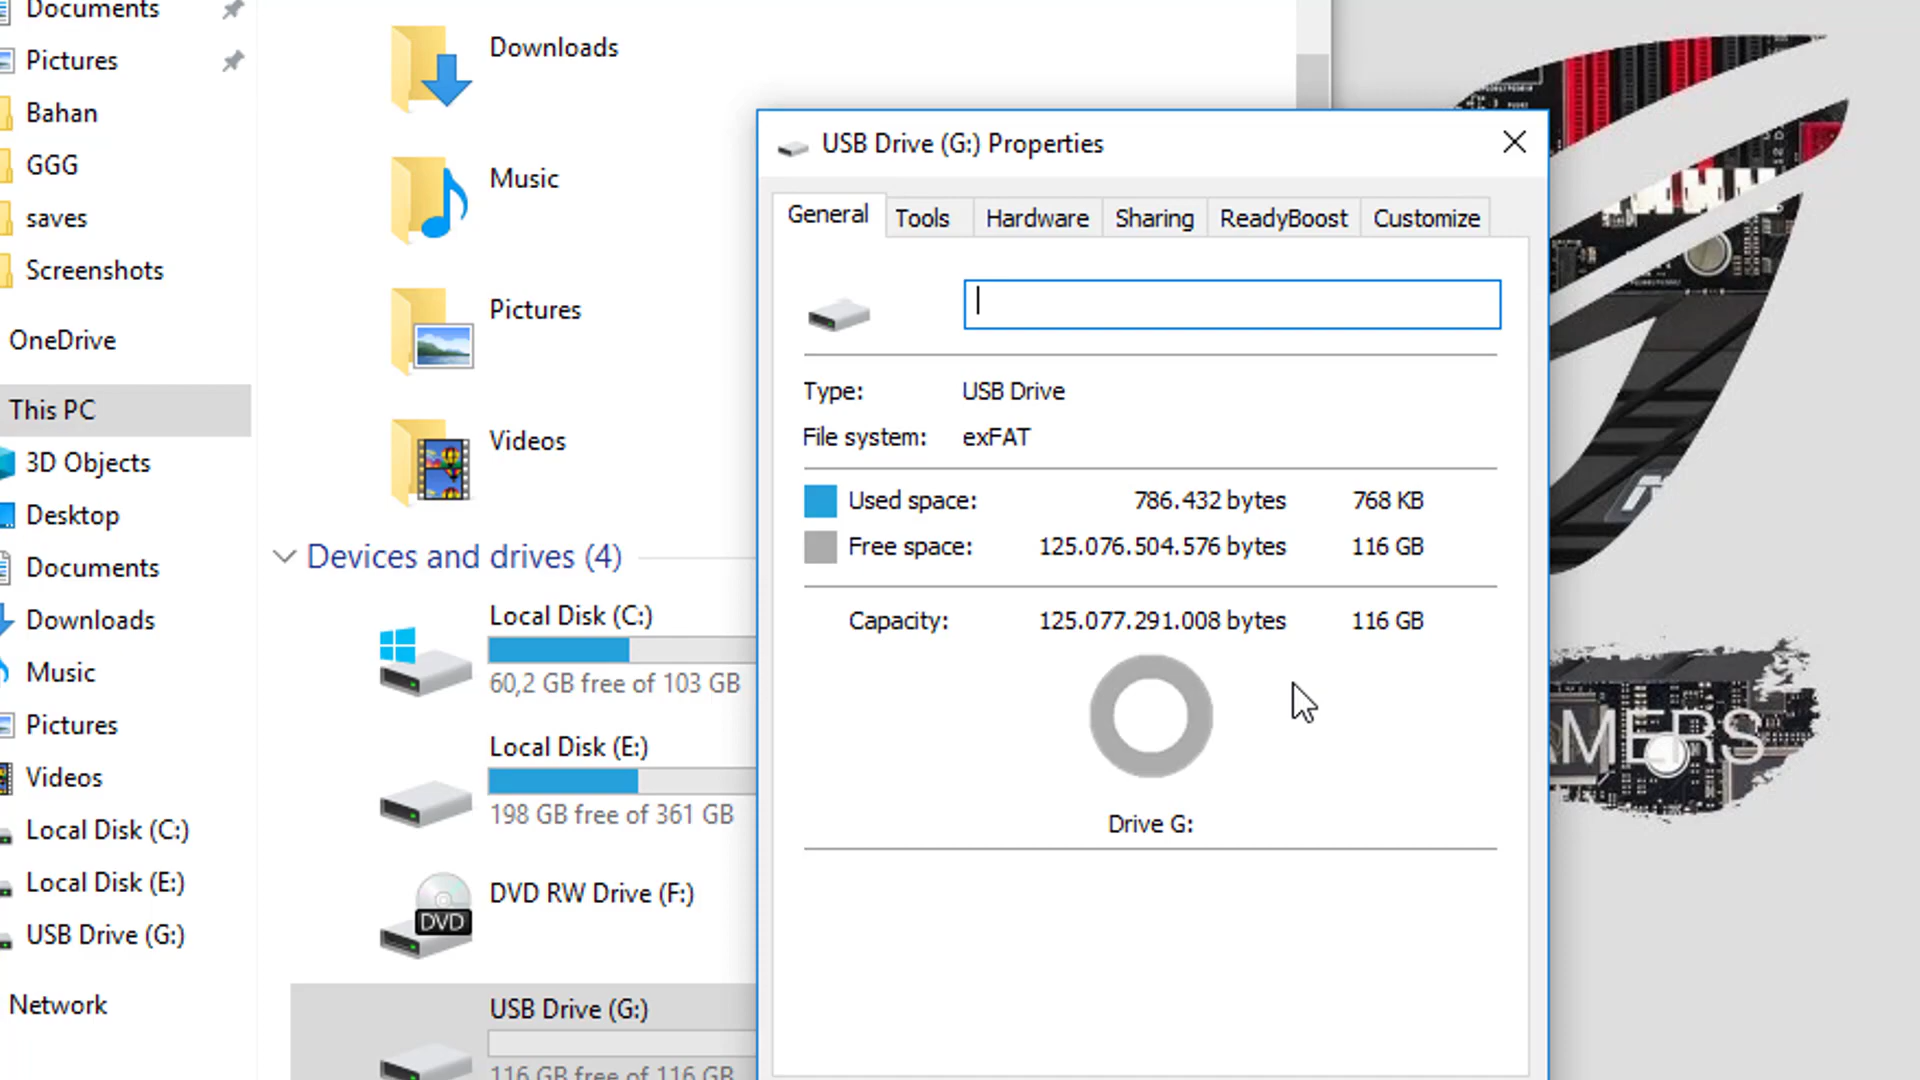 Documents
Pictures
Bahan
GGG
saves
Screenshots
OneDrive
This PC
3D Objects
Desktop
Documents
Downloads
Music
Pictures
Videos
Local Disk (C:)
Local Disk (E:)
USB Drive (G:)
Network
Downloads
Music
Pictures
Videos
Devices and drives (4)
Local Disk (C:)
60,2 GB free of 103 GB
Local Disk (E:)
198 GB free of 361 GB
DVD RW Drive (F:)
DVD
USB Drive (G:)
116 GB free of 116 GB
USB Drive (G:) Properties
General Tools Hardware Sharing ReadyBoost Customize
Type: USB Drive
File system: exFAT
Used space: 786.432 bytes 768 KB
Free space: 125.076.504.576 bytes 116 GB
Capacity: 125.077.291.008 bytes 116 GB
Drive G: